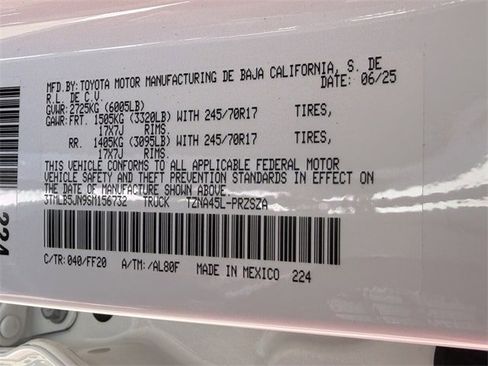 MFD.BY:TOYOTA MOTOR MANUFACTURING DE BAJA CALIFORNIA, S. DE
R.L. DE C.V. DATE: 06/25
GVWR: 2725KG (6005LB)
GAWR:FRT. 1505KG (3320LB) WITH 245/70R17 TIRES,
17X7J RIMS,
RR. 1405KG (3095LB) WITH 245/70R17 TIRES,
17X7J RIMS.
THIS VEHICLE CONFORMS TO ALL APPLICABLE FEDERAL MOTOR
VEHICLE SAFETY AND THEFT PREVENTION STANDARDS IN EFFECT ON
THE DATE OF MANUFACTURE SHOWN ABOVE.
3TMLB5JN9SM156732 TRUCK TZNA45L-PRZSZA
C/TR: 040/FF20 A/TM: /AL80F MADE IN MEXICO 224
224